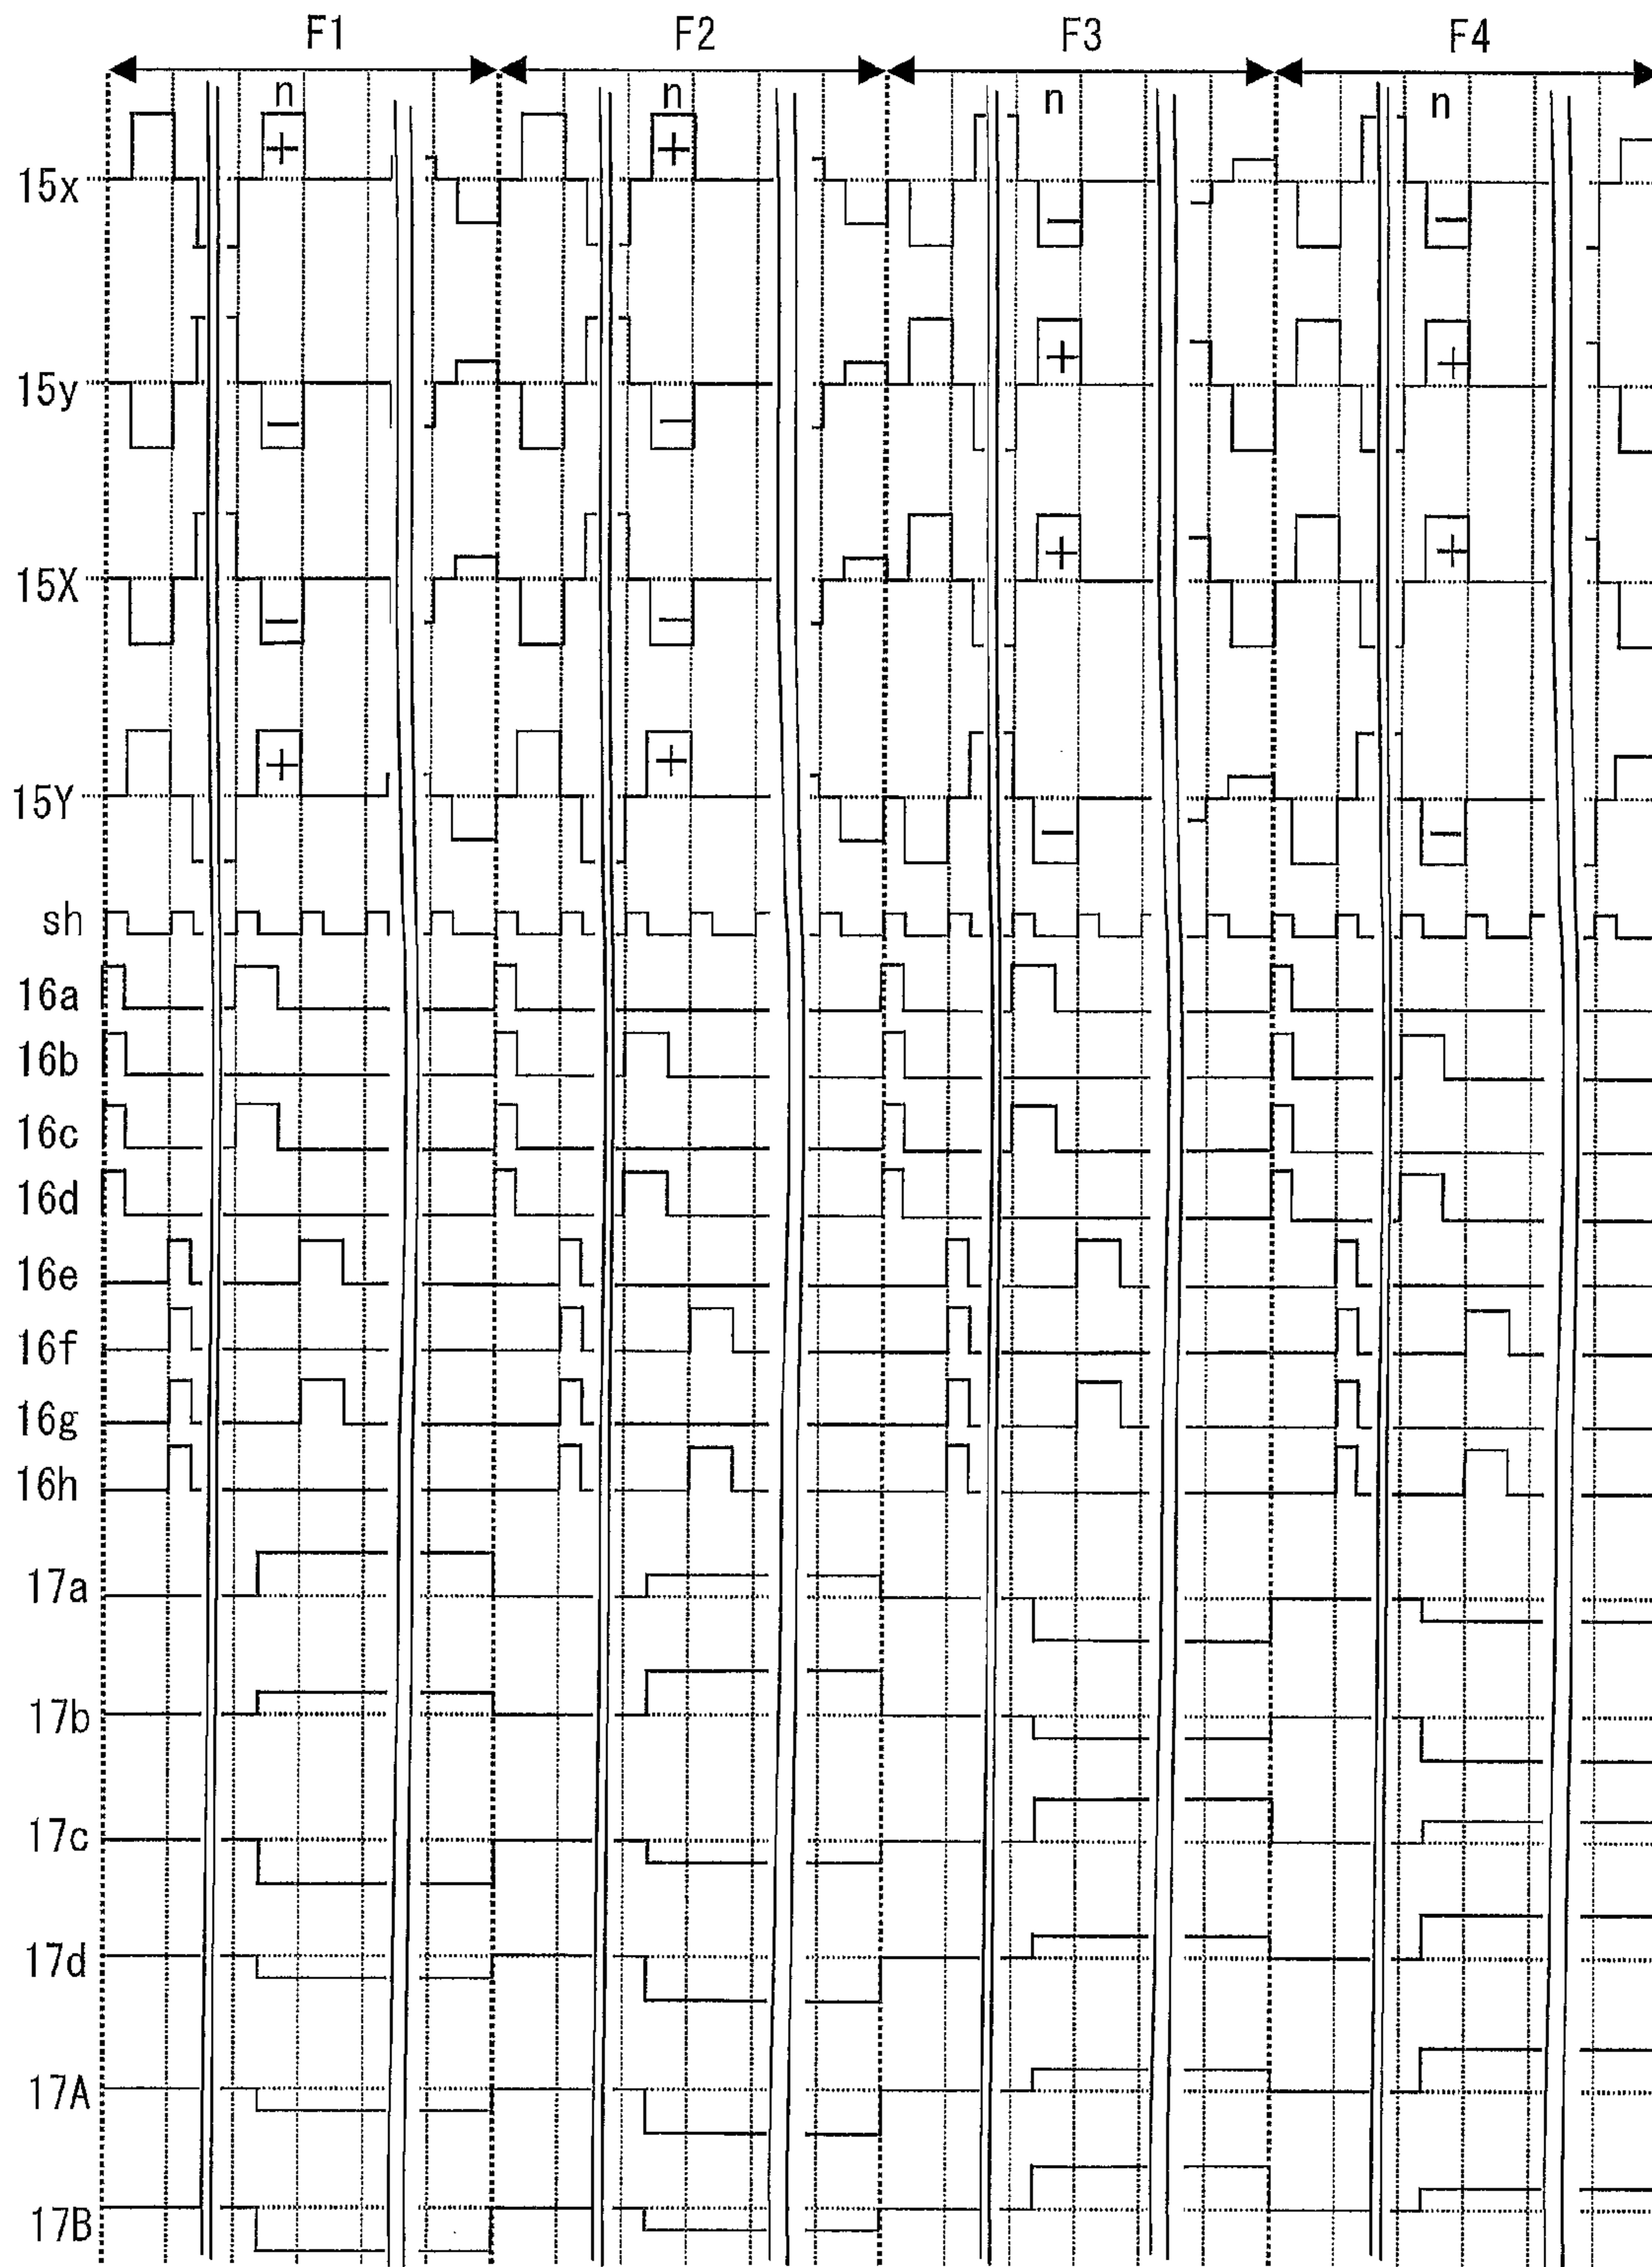 F1 F2 F3 F4
n n n n
15x + + − −
15y − − + +
15X − − + +
15Y + + − −
sh
16a
16b
16c
16d
16e
16f
16g
16h
17a
17b
17c
17d
17A
17B